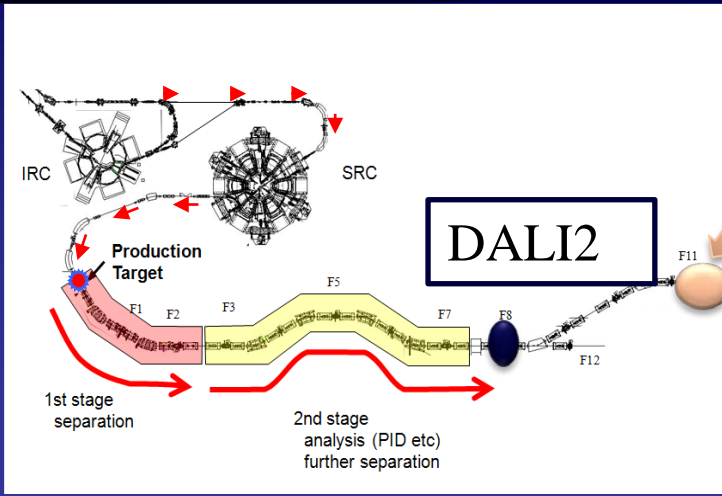 IRC
SRC
DALI2
Production
Target
F11
F1
F2
F3
F5
F7
F8
F12
1st stage
separation
2nd stage
analysis (PID etc)
further separation